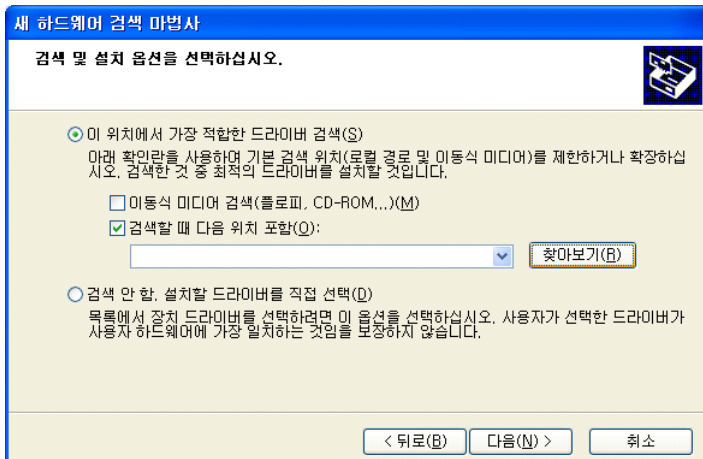 새 하드웨어 검색 마법사
검색 및 설치 옵션을 선택하십시오.
이 위치에서 가장 적합한 드라이버 검색(S)
아래 확인란을 사용하여 기본 검색 위치(로컬 경로 및 이동식 미디어)를 제한하거나 확장하십
시오. 검색한 것 중 최적의 드라이버를 설치할 것입니다.
이동식 미디어 검색(플로피, CD-ROM...)(M)
검색할 때 다음 위치 포함(O):
찾아보기(R)
검색 안 함. 설치할 드라이버를 직접 선택(D)
목록에서 장치 드라이버를 선택하려면 이 옵션을 선택하십시오. 사용자가 선택한 드라이버가
사용자 하드웨어에 가장 일치하는 것임을 보장하지 않습니다.
< 뒤로(B) 다음(N) > 취소